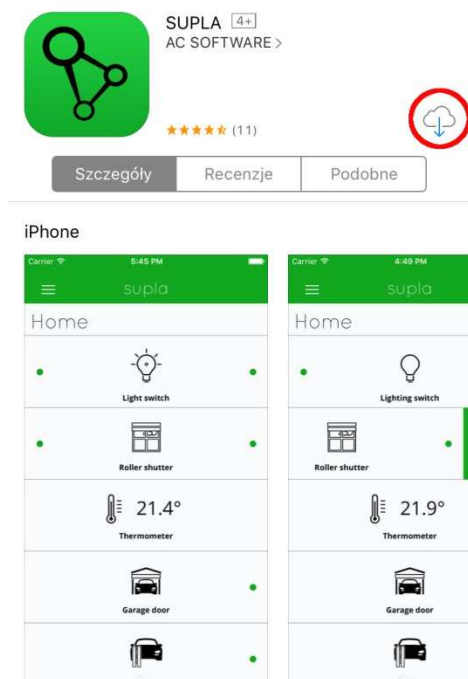 SUPLA 4+
AC SOFTWARE >
(11)
Szczegóły Recenzje Podobne
iPhone
Carrier 5:45 PM
supla
Home
Light switch
Roller shutter
21.4°
Thermometer
Garage door
Carrier 4:49 PM
supla
Home
Lighting switch
Roller shutter
21.9°
Thermometer
Garage door